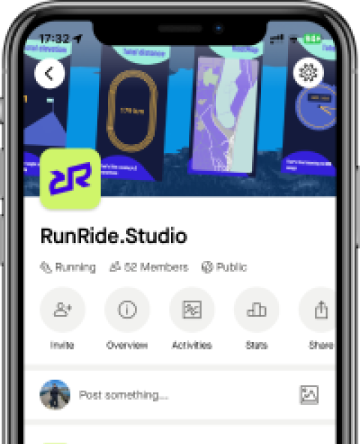 17:32
Total elevation
Total distance
RunRide.Studio
Running 52 Members Public
Invite Overview Activities Stats Share
Post something...